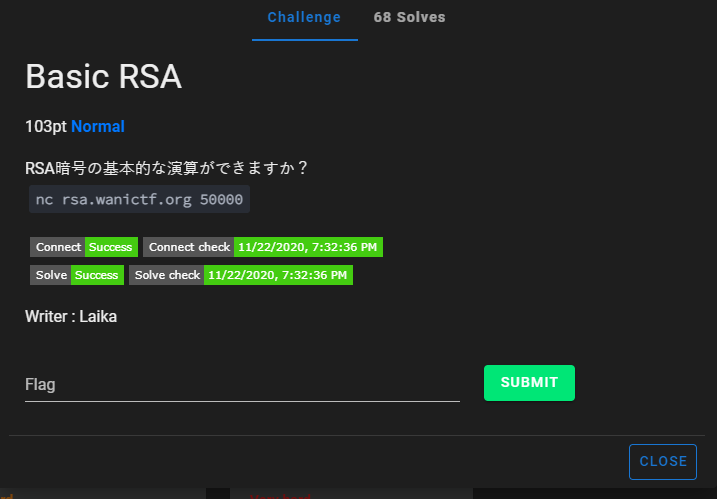 Challenge 68 Solves
Basic RSA
103pt Normal
RSA暗号の基本的な演算ができますか？
nc rsa.wanictf.org 50000
Connect Success Connect check 11/22/2020, 7:32:36 PM
Solve Success Solve check 11/22/2020, 7:32:36 PM
Writer : Laika
Flag SUBMIT
CLOSE